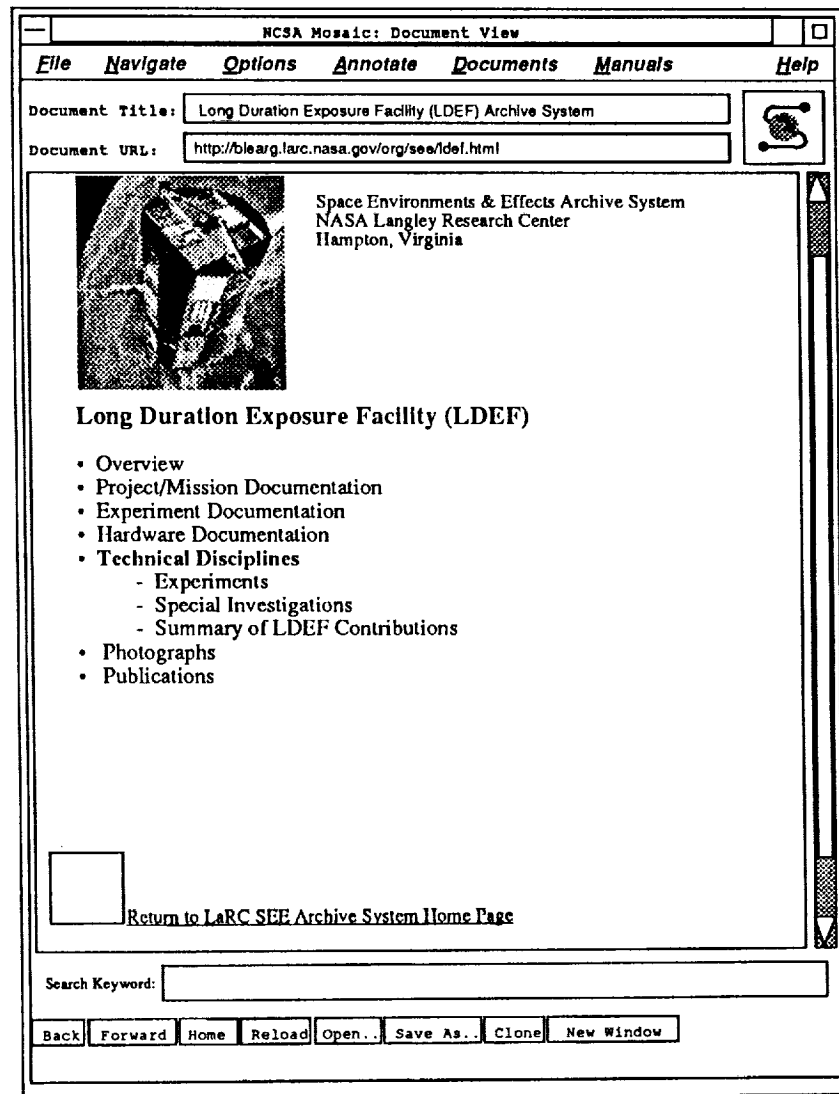 NCSA Mosaic: Document View
File Navigate Options Annotate Documents Manuals Help
Document Title: Long Duration Exposure Facility (LDEF) Archive System
Document URL: http://blearg.larc.nasa.gov/org/see/ldef.html
Space Environments & Effects Archive System
NASA Langley Research Center
Hampton, Virginia
Long Duration Exposure Facility (LDEF)
• Overview
• Project/Mission Documentation
• Experiment Documentation
• Hardware Documentation
• Technical Disciplines
- Experiments
- Special Investigations
- Summary of LDEF Contributions
• Photographs
• Publications
Return to LaRC SEE Archive System Home Page
Search Keyword:
Back Forward Home Reload Open.. Save As.. Clone New Window